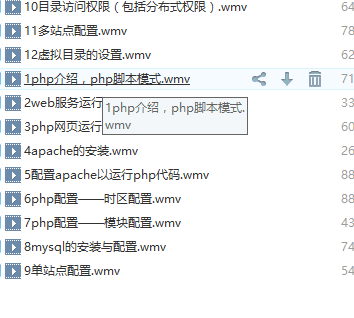 10目录访问权限（包括分布式权限）.wmv 64
11多站点配置.wmv 78
12虚拟目录的设置.wmv 62
1php介绍，php脚本模式.wmv 71
2web服务运行 33
1php介绍，php脚本模式.
wmv
3php网页运行 60
4apache的安装.wmv 26
5配置apache以运行php代码.wmv 88
6php配置——时区配置.wmv 88
7php配置——模块配置.wmv 43
8mysql的安装与配置.wmv 74
9单站点配置.wmv 54